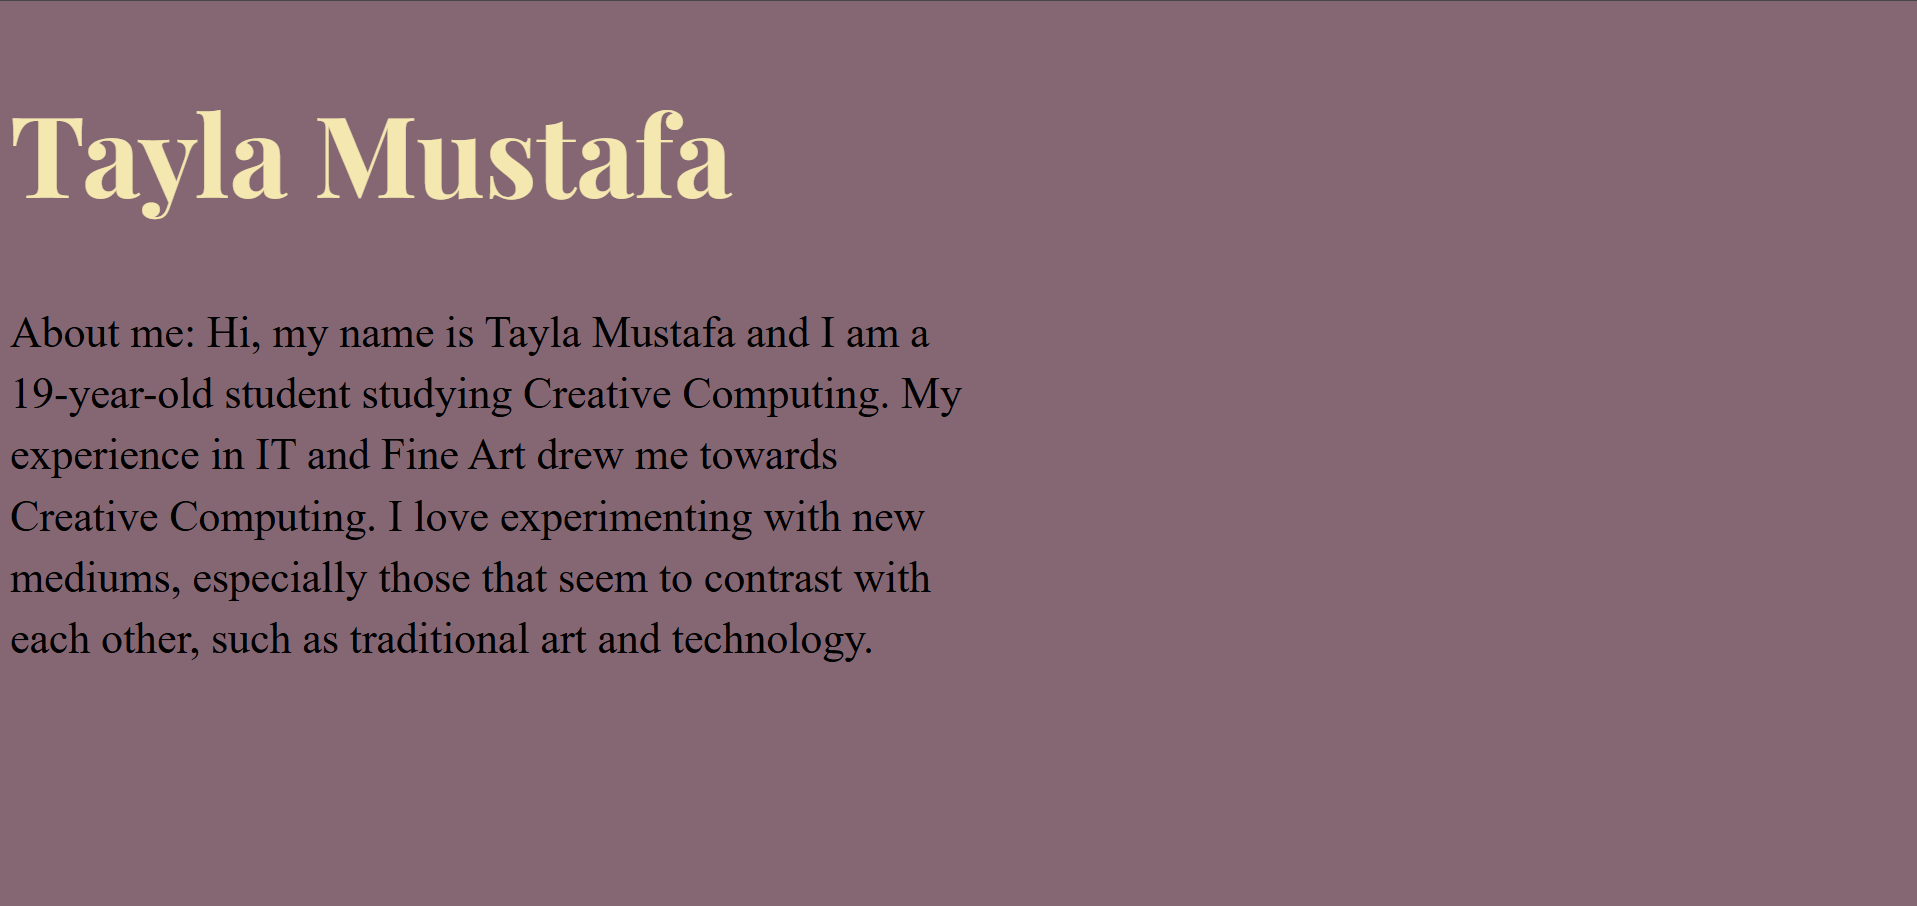 Tayla Mustafa
About me: Hi, my name is Tayla Mustafa and I am a
19-year-old student studying Creative Computing. My
experience in IT and Fine Art drew me towards
Creative Computing. I love experimenting with new
mediums, especially those that seem to contrast with
each other, such as traditional art and technology.